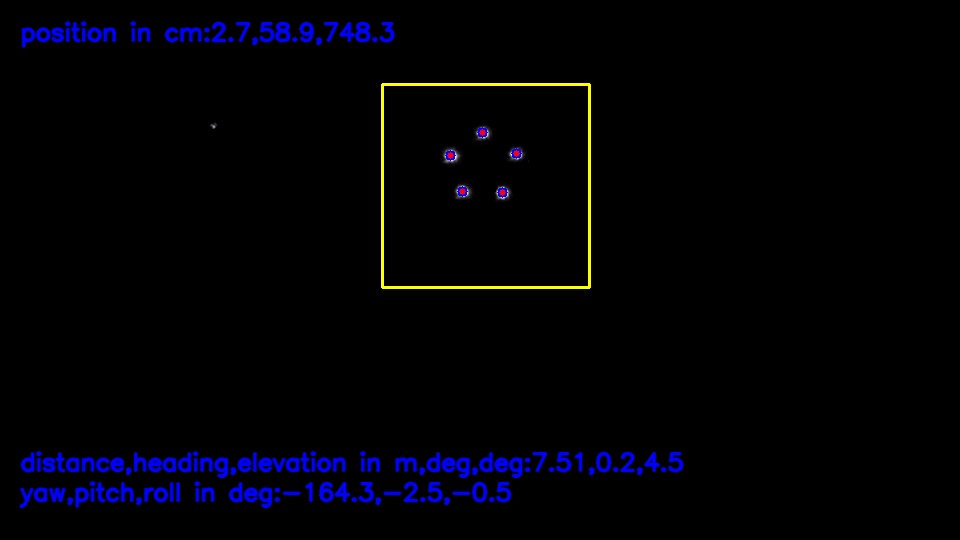 position in cm:2.7,58.9,748.3
distance,heading,elevation in m,deg,deg:7.51,0.2,4.5
yaw,pitch,roll in deg:-164.3,-2.5,-0.5